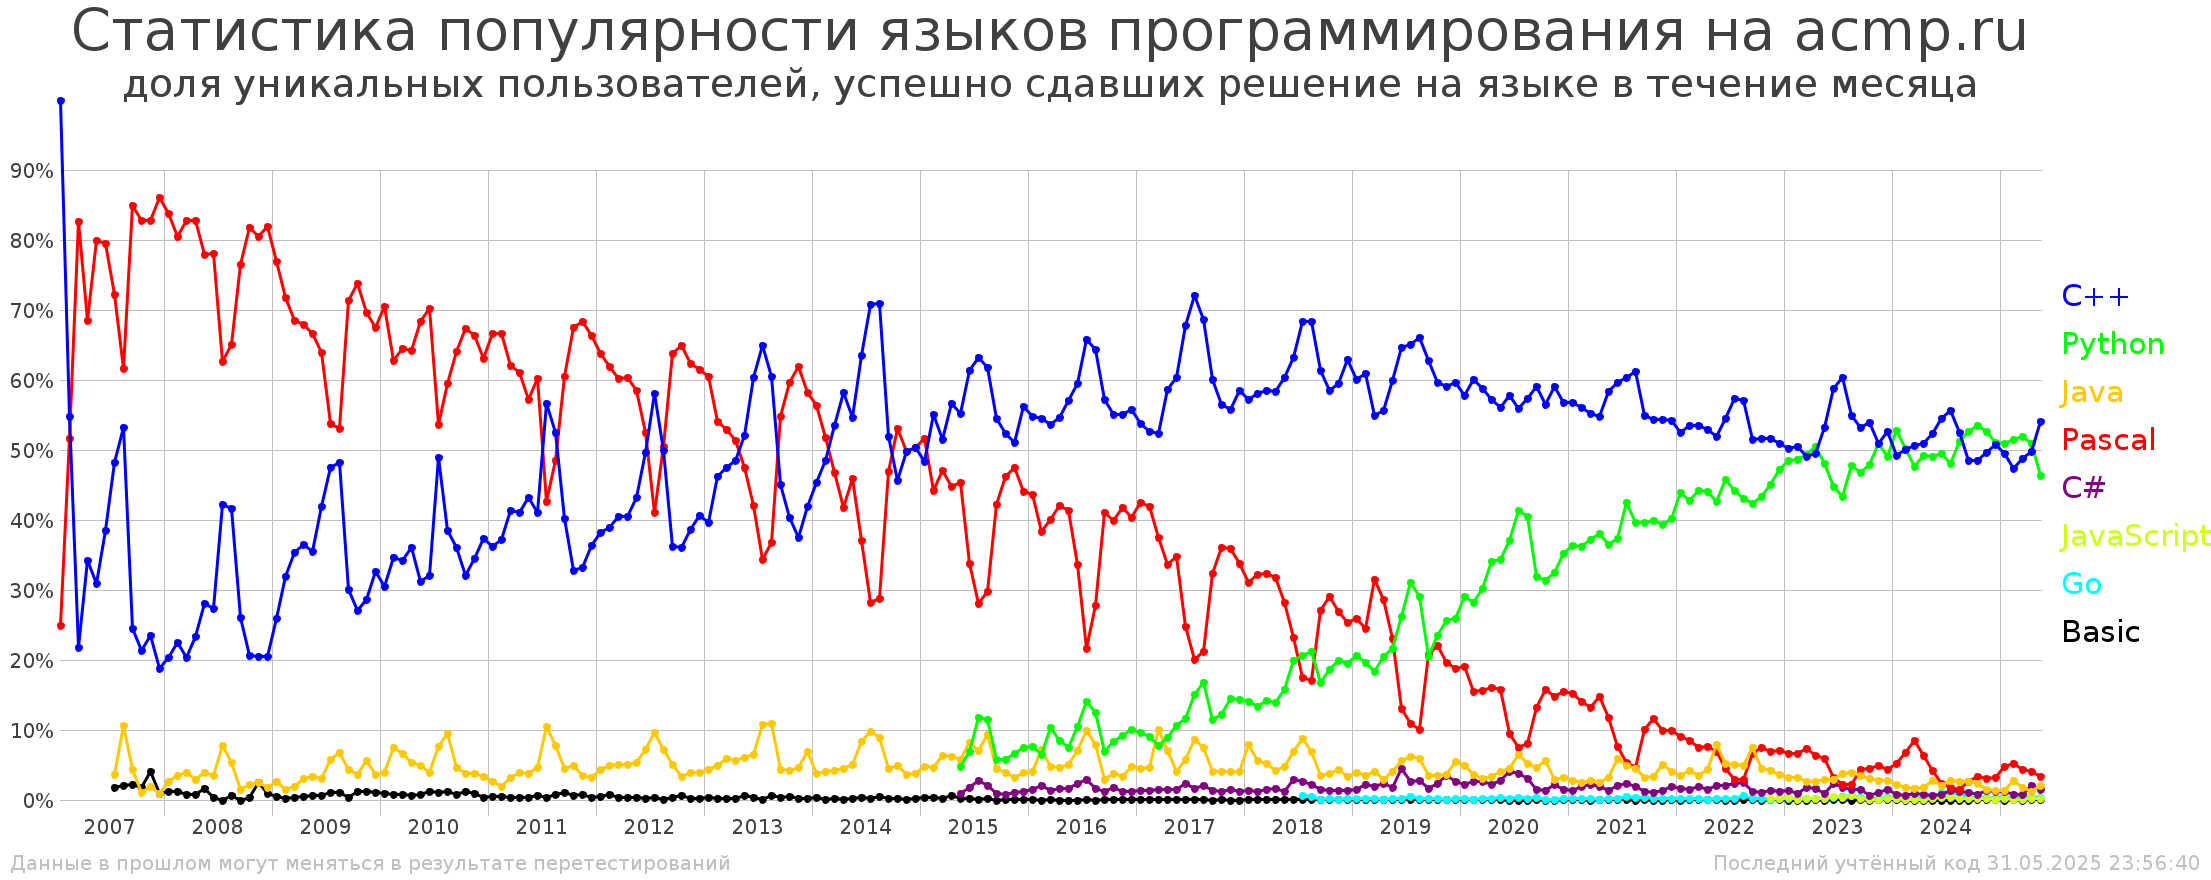 Статистика популярности языков программирования на acmp.ru
доля уникальных пользователей, успешно сдавших решение на языке в течение месяца
90%
80%
70%
60%
50%
40%
30%
20%
10%
0%
2007 2008 2009 2010 2011 2012 2013 2014 2015 2016 2017 2018 2019 2020 2021 2022 2023 2024
C++
Python
Java
Pascal
C#
JavaScript
Go
Basic
Данные в прошлом могут меняться в результате перетестирований
Последний учтённый код 31.05.2025 23:56:40